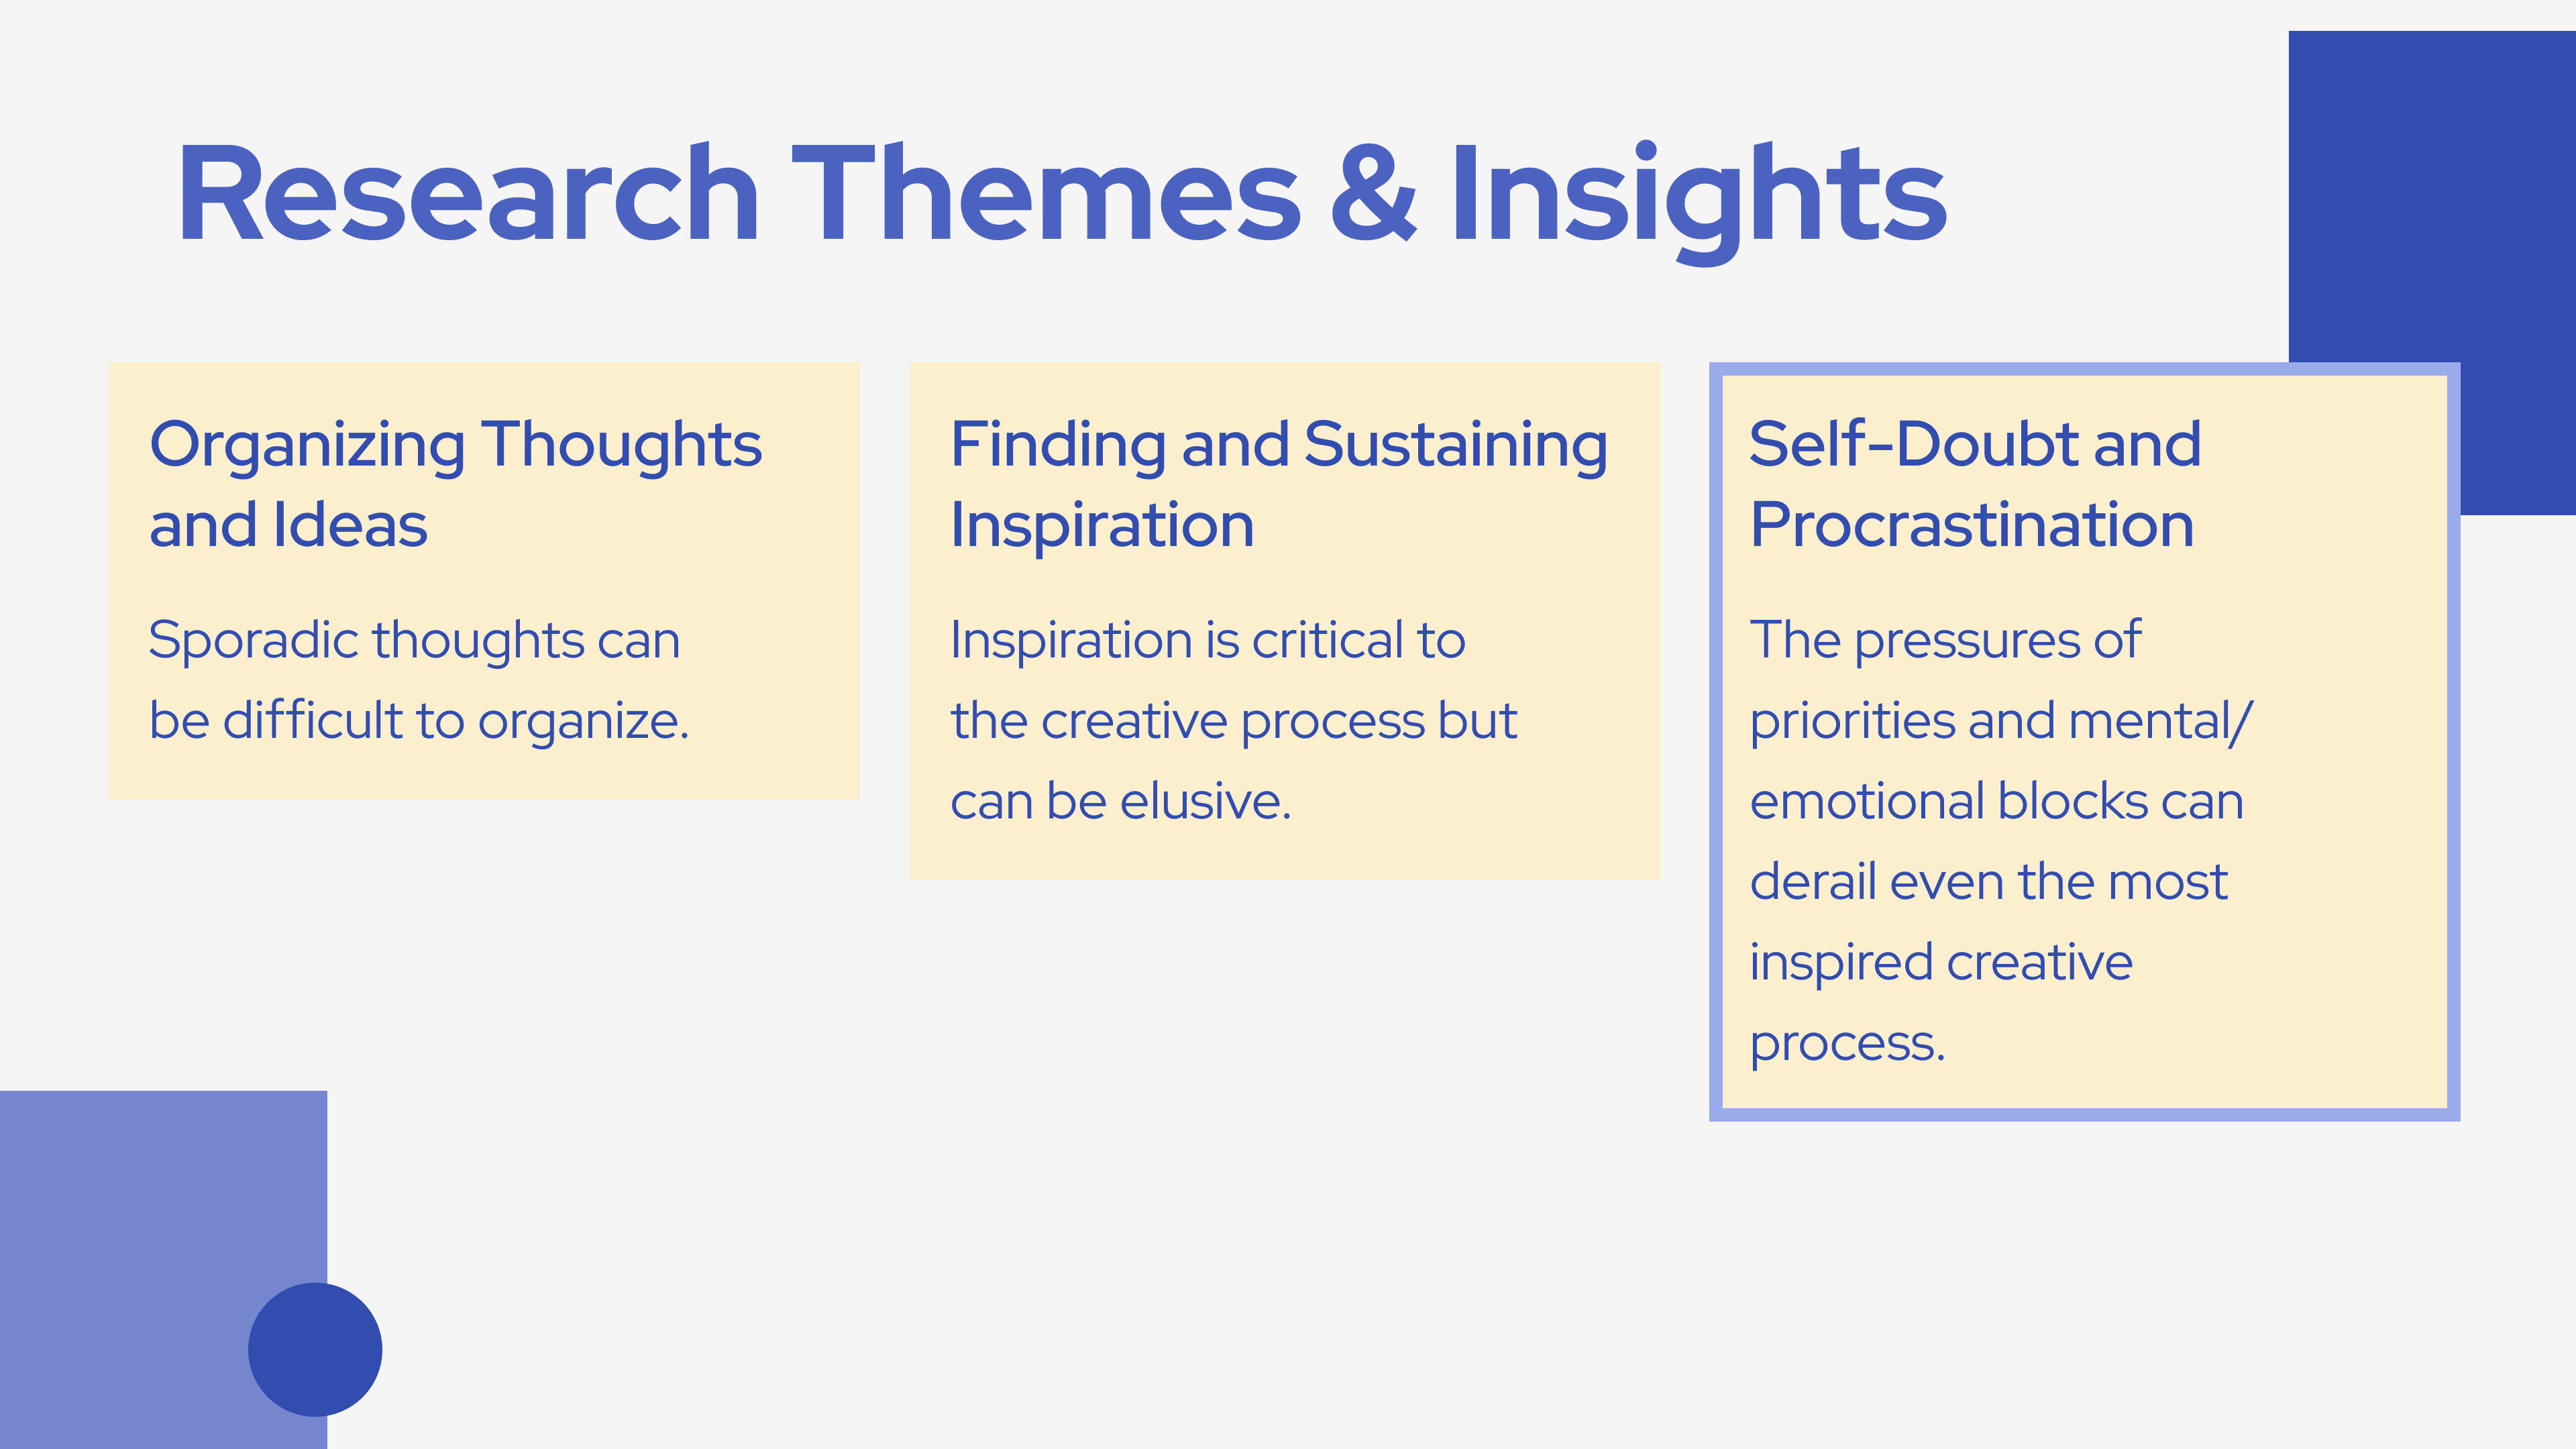 Research Themes & Insights
Organizing Thoughts
and Ideas
Sporadic thoughts can
be difficult to organize.
Finding and Sustaining
Inspiration
Inspiration is critical to
the creative process but
can be elusive.
Self-Doubt and
Procrastination
The pressures of
priorities and mental/
emotional blocks can
derail even the most
inspired creative
process.